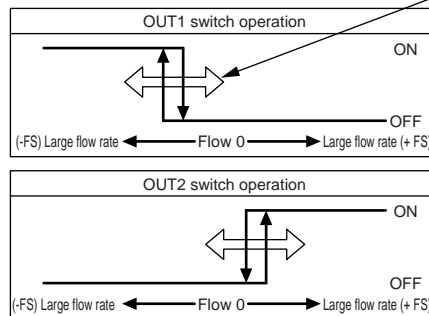 OUT1 switch operation
ON
OFF
(-FS) Large flow rate Flow 0 Large flow rate (+ FS)
OUT2 switch operation
ON
OFF
(-FS) Large flow rate Flow 0 Large flow rate (+ FS)